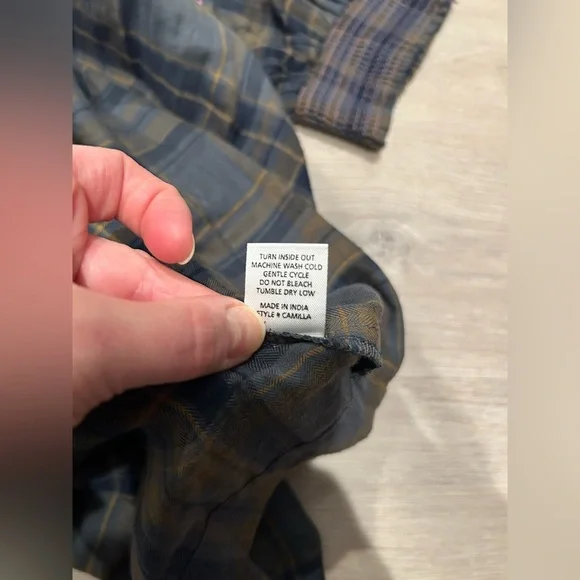 TURN INSIDE OUT
MACHINE WASH COLD
GENTLE CYCLE
DO NOT BLEACH
TUMBLE DRY LOW
MADE IN INDIA
STYLE # CAMILLA